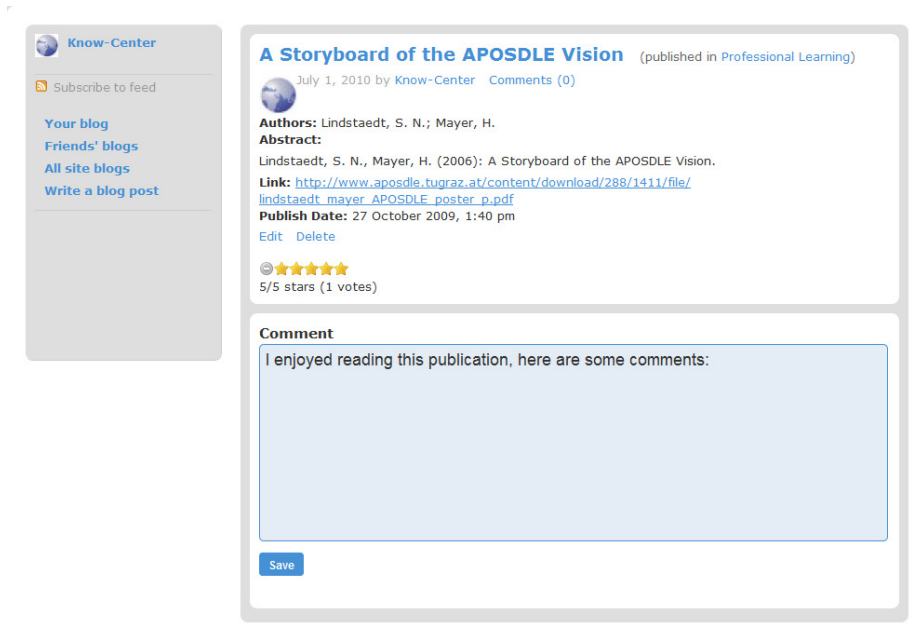 Know-Center
Subscribe to feed
Your blog
Friends' blogs
All site blogs
Write a blog post
A Storyboard of the APOSDLE Vision (published in Professional Learning)
July 1, 2010 by Know-Center Comments (0)
Authors: Lindstaedt, S. N.; Mayer, H.
Abstract:
Lindstaedt, S. N., Mayer, H. (2006): A Storyboard of the APOSDLE Vision.
Link: http://www.aposdle.tugraz.at/content/download/288/1411/file/
lindstaedt_mayer_APOSDLE_poster_p.pdf
Publish Date: 27 October 2009, 1:40 pm
Edit Delete
5/5 stars (1 votes)
Comment
I enjoyed reading this publication, here are some comments:
Save